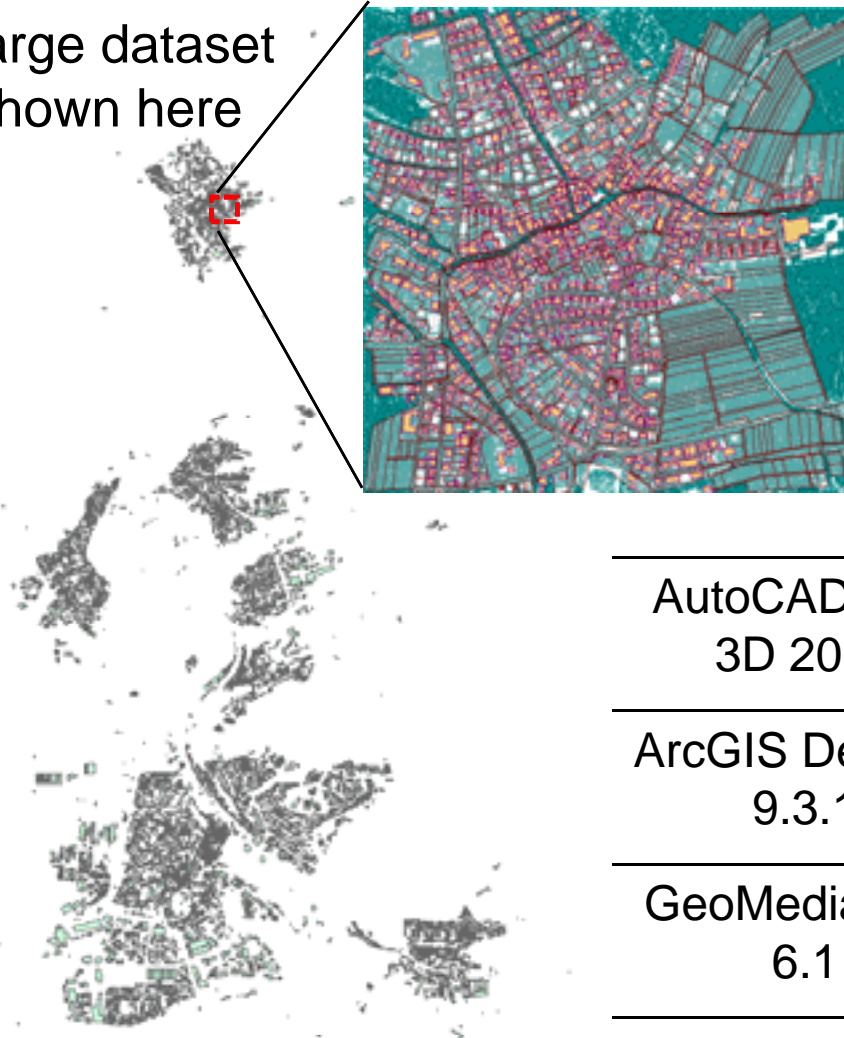 arge dataset
hown here
AutoCAD
3D 20
ArcGIS De
9.3.1
GeoMedia
6.1